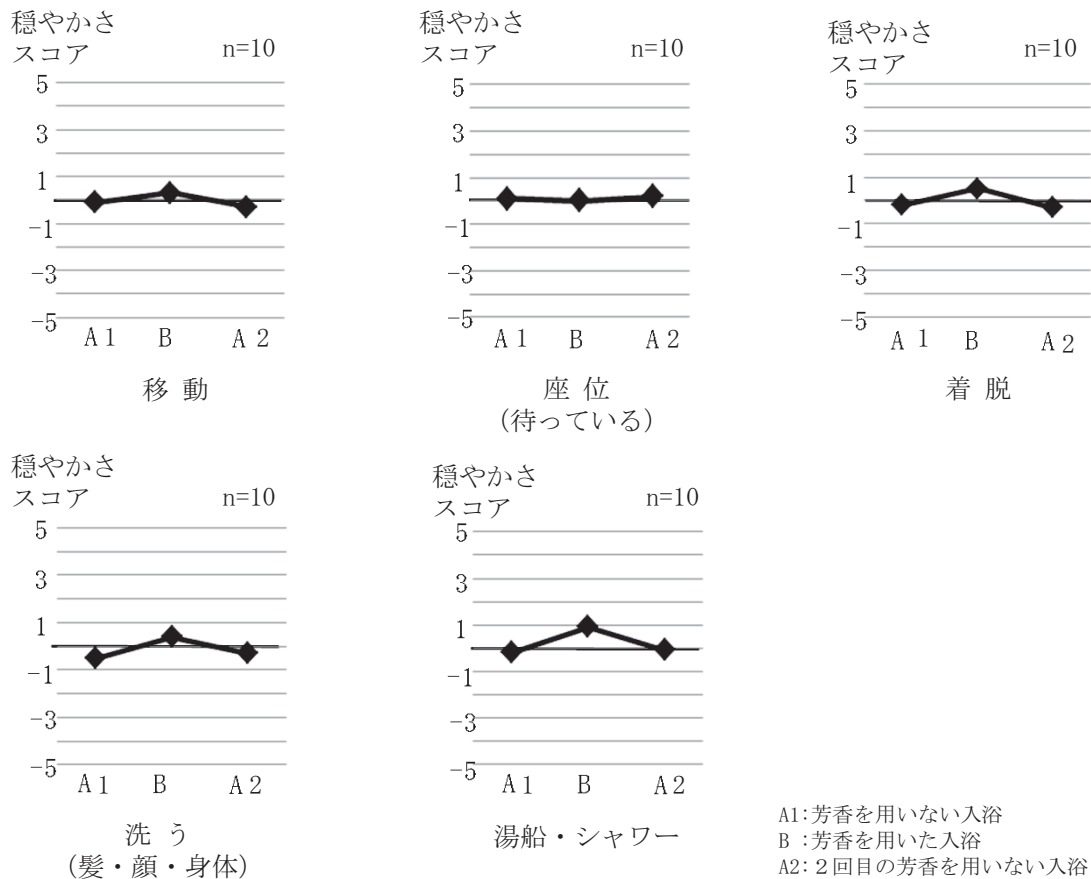 穏やかさ
スコア n=10
5
3
1
-1
-3
-5
A1 B A2
移 動
穏やかさ
スコア n=10
5
3
1
-1
-3
-5
A1 B A2
座 位
(待っている)
穏やかさ
スコア n=10
5
3
1
-1
-3
-5
A 1 B A2
着 脱
穏やかさ
スコア n=10
5
3
1
-1
-3
-5
A1 B A2
洗 う
(髪・顔・身体)
穏やかさ
スコア n=10
5
3
1
-1
-3
-5
A1 B A2
湯船・シャワー
A1:芳香を用いない入浴
B :芳香を用いた入浴
A2:2回目の芳香を用いない入浴